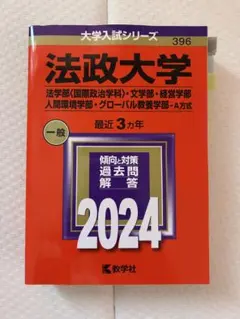 大学入試シリーズ
396
法政大学
法学部〈国際政治学科〉・文学部・経営学部
人間環境学部・グローバル教養学部-A方式
一般
最近3カ年
傾向と対策
過去問
解答
2024
教学社